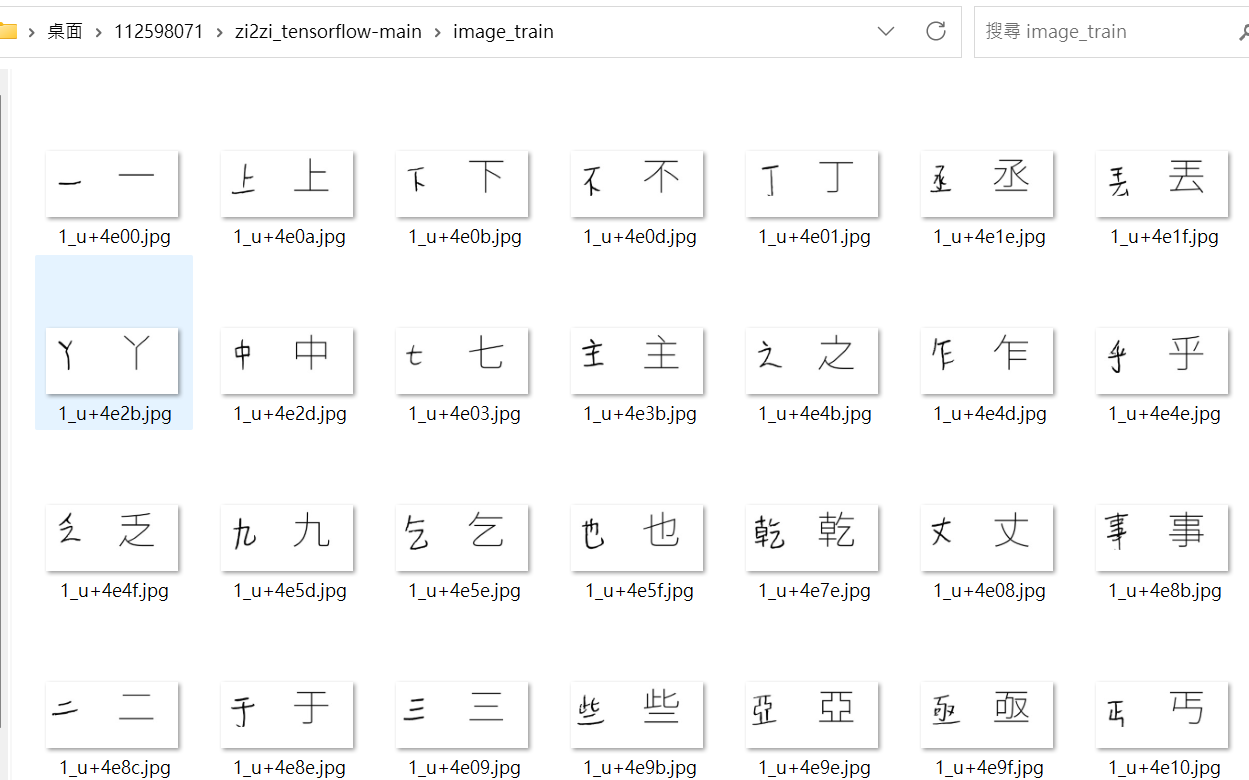 桌面 › 112598071 › zi2zi_tensorflow-main › image_train 搜尋 image_train
一 一 上 上 下 下 不 不 丁 丁 丞 丞 丟 丟
1_u+4e00.jpg 1_u+4e0a.jpg 1_u+4e0b.jpg 1_u+4e0d.jpg 1_u+4e01.jpg 1_u+4e1e.jpg 1_u+4e1f.jpg
丫 丫 中 中 七 七 主 主 之 之 乍 乍 乎 乎
1_u+4e2b.jpg 1_u+4e2d.jpg 1_u+4e03.jpg 1_u+4e3b.jpg 1_u+4e4b.jpg 1_u+4e4d.jpg 1_u+4e4e.jpg
乏 乏 九 九 乞 乞 也 也 乾 乾 丈 丈 事 事
1_u+4e4f.jpg 1_u+4e5d.jpg 1_u+4e5e.jpg 1_u+4e5f.jpg 1_u+4e7e.jpg 1_u+4e08.jpg 1_u+4e8b.jpg
二 二 于 于 三 三 些 些 亞 亞 亟 亟 丐 丐
1_u+4e8c.jpg 1_u+4e8e.jpg 1_u+4e09.jpg 1_u+4e9b.jpg 1_u+4e9e.jpg 1_u+4e9f.jpg 1_u+4e10.jpg